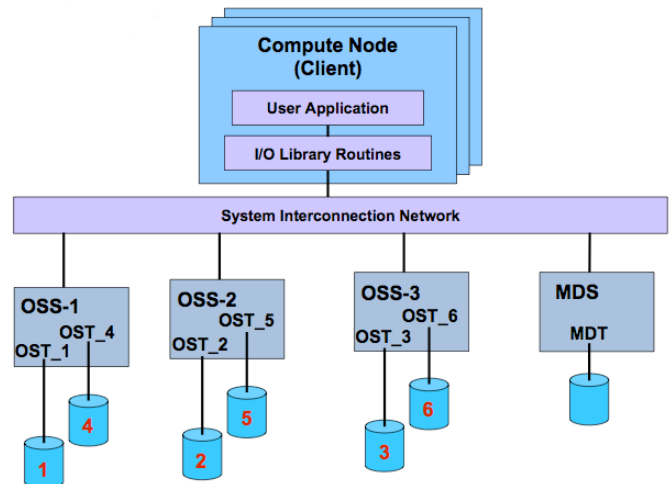 Compute Node
(Client)
User Application
I/O Library Routines
System Interconnection Network
OSS-1
OST_4
OST_1
OSS-2
OST_5
OST_2
OSS-3
OST_6
OST_3
MDS
MDT
1
4
2
5
3
6